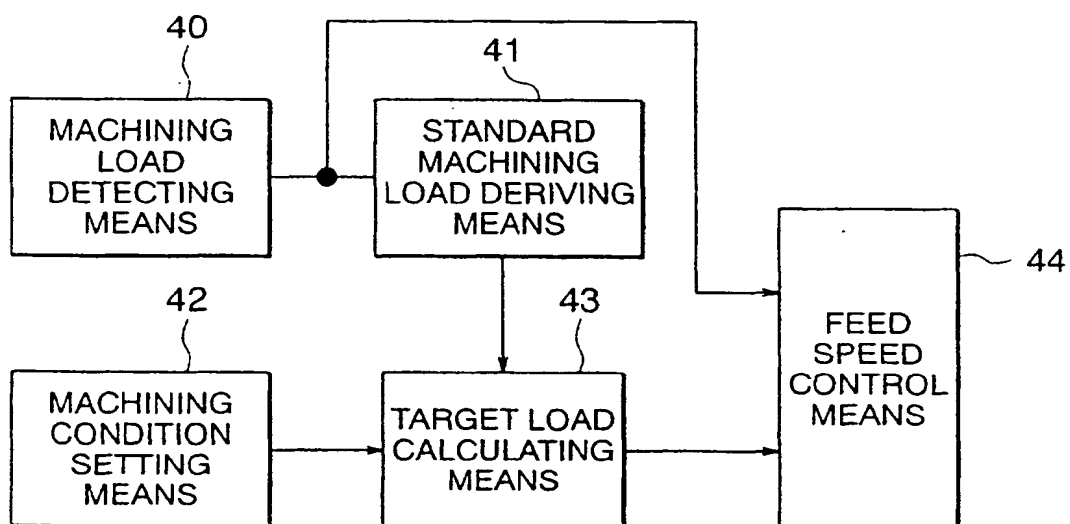 40
MACHINING
LOAD
DETECTING
MEANS
41
STANDARD
MACHINING
LOAD DERIVING
MEANS
42
MACHINING
CONDITION
SETTING
MEANS
43
TARGET LOAD
CALCULATING
MEANS
44
FEED
SPEED
CONTROL
MEANS